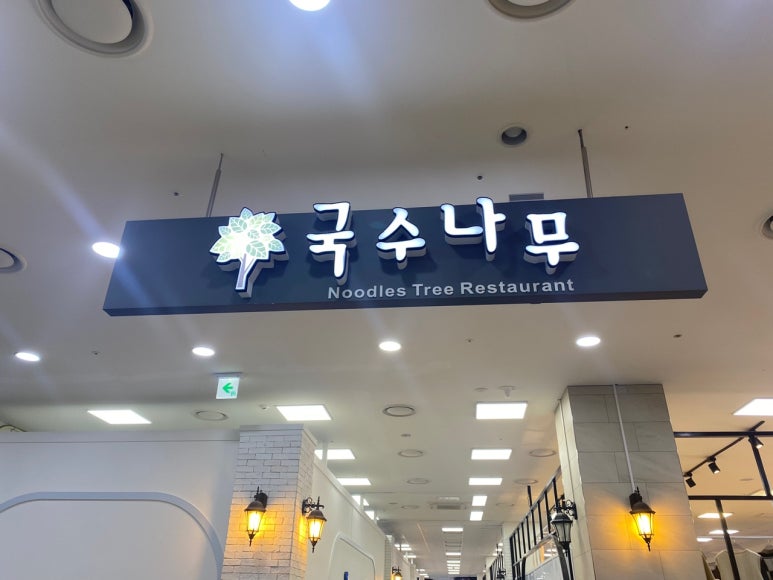 국수나무
Noodles Tree Restaurant